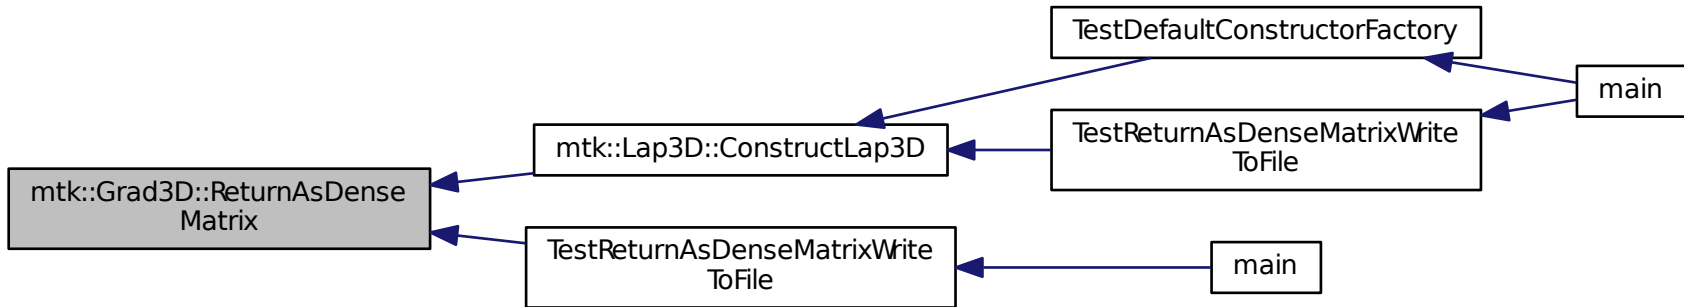 TestDefaultConstructorFactory
main
TestReturnAsDenseMatrixWrite
ToFile
mtk::Lap3D::ConstructLap3D
mtk::Grad3D::ReturnAsDense
Matrix
TestReturnAsDenseMatrixWrite
ToFile
main